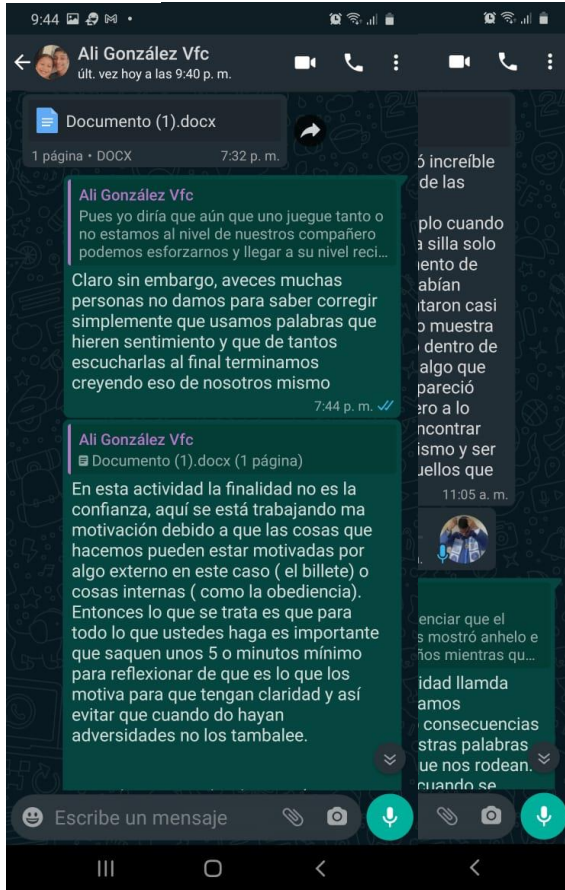 9:44
Ali González Vfc
últ. vez hoy a las 9:40 p. m.
Documento (1).docx
1 página • DOCX 7:32 p. m.
Ali González Vfc
Pues yo diría que aún que uno juegue tanto o
no estamos al nivel de nuestros compañero
podemos esforzarnos y llegar a su nivel reci...
Claro sin embargo, aveces muchas
personas no damos para saber corregir
simplemente que usamos palabras que
hieren sentimiento y que de tantos
escucharlas al final terminamos
creyendo eso de nosotros mismo
7:44 p. m.
Ali González Vfc
Documento (1).docx (1 página)
En esta actividad la finalidad no es la
confianza, aquí se está trabajando ma
motivación debido a que las cosas que
hacemos pueden estar motivadas por
algo externo en este caso ( el billete) o
cosas internas ( como la obediencia).
Entonces lo que se trata es que para
todo lo que ustedes haga es importante
que saquen unos 5 o minutos mínimo
para reflexionar de que es lo que los
motiva para que tengan claridad y así
evitar que cuando do hayan
adversidades no los tambalee.
Escribe un mensaje
ó increíble
de las
plo cuando
a silla solo
ento de
abían
taron casi
o muestra
dentro de
algo que
pareció
ero a lo
ncontrar
ismo y ser
uellos que
11:05 a. m.
enciar que el
s mostró anhelo e
ños mientras qu...
idad llamda
amos
consecuencias
stras palabras
ue nos rodean.
cuando se